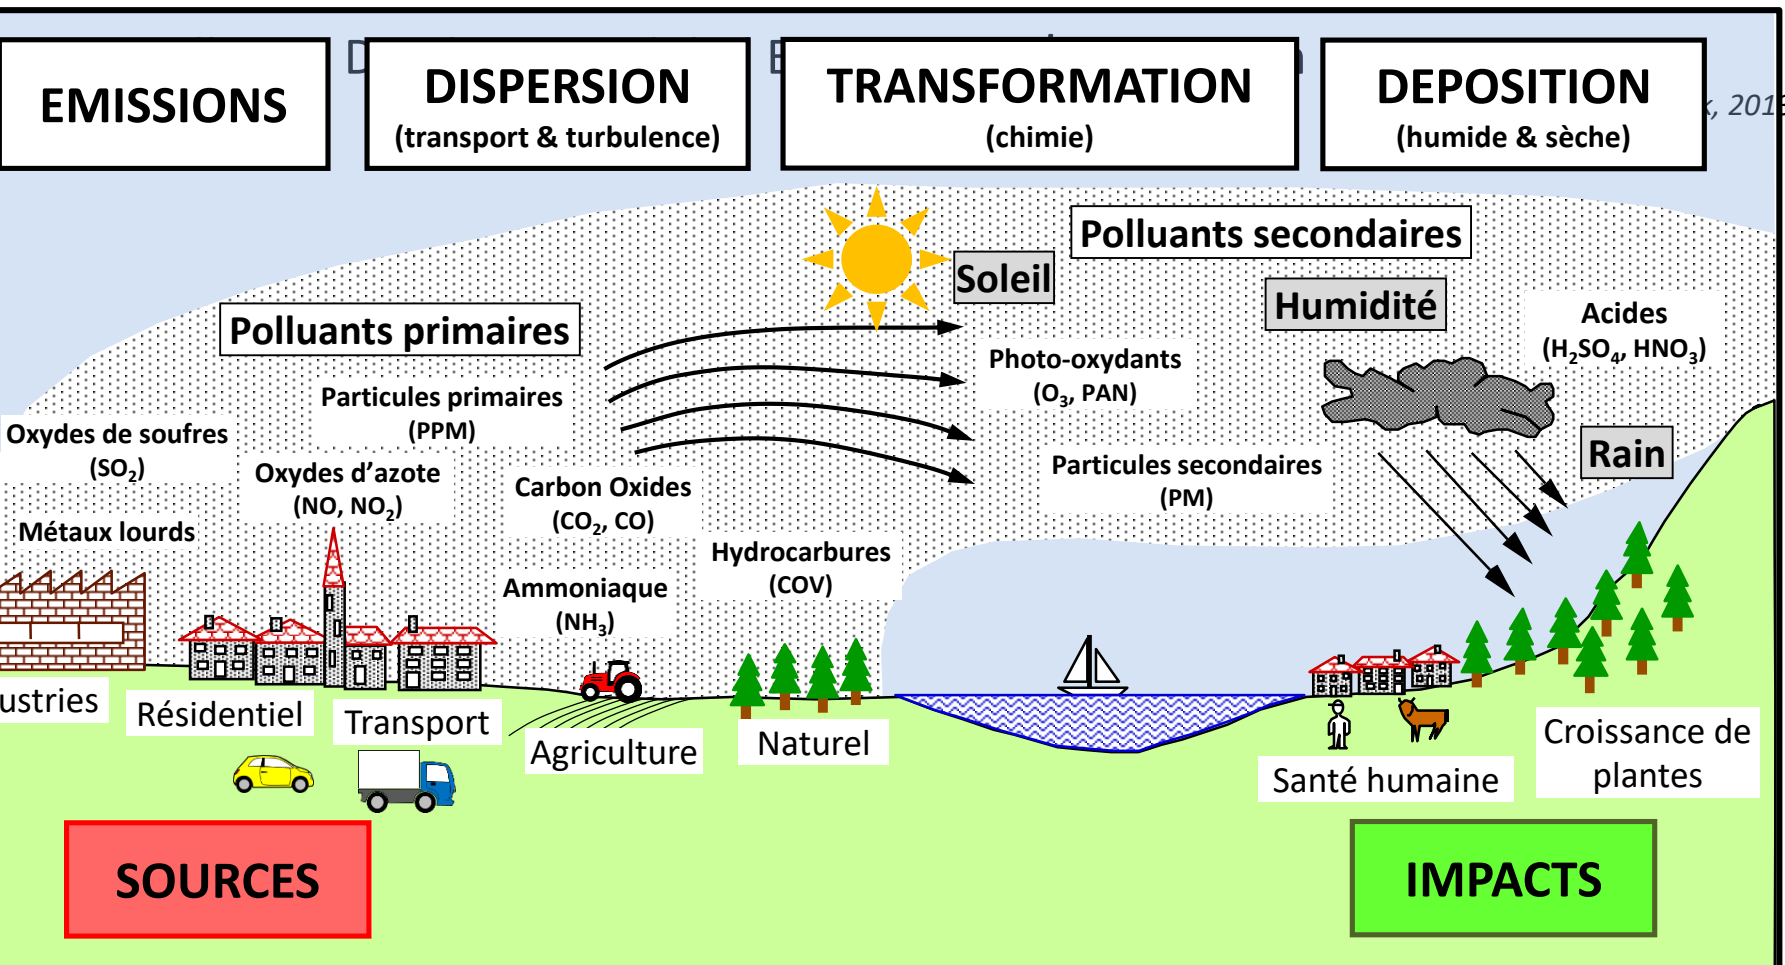 EMISSIONS
DISPERSION
(transport & turbulence)
TRANSFORMATION
(chimie)
DEPOSITION
(humide & sèche)
Polluants secondaires
Soleil
Humidité
Acides
(H₂SO₄, HNO₃)
Polluants primaires
Photo-oxydants
(O₃, PAN)
Particules primaires
(PPM)
Oxydes de soufres
(SO₂)
Oxydes d’azote
(NO, NO₂)
Carbon Oxides
(CO₂, CO)
Particules secondaires
(PM)
Rain
Métaux lourds
Hydrocarbures
(COV)
Ammoniaque
(NH₃)
ustries
Résidentiel
Transport
Agriculture
Naturel
Santé humaine
Croissance de
plantes
SOURCES
IMPACTS